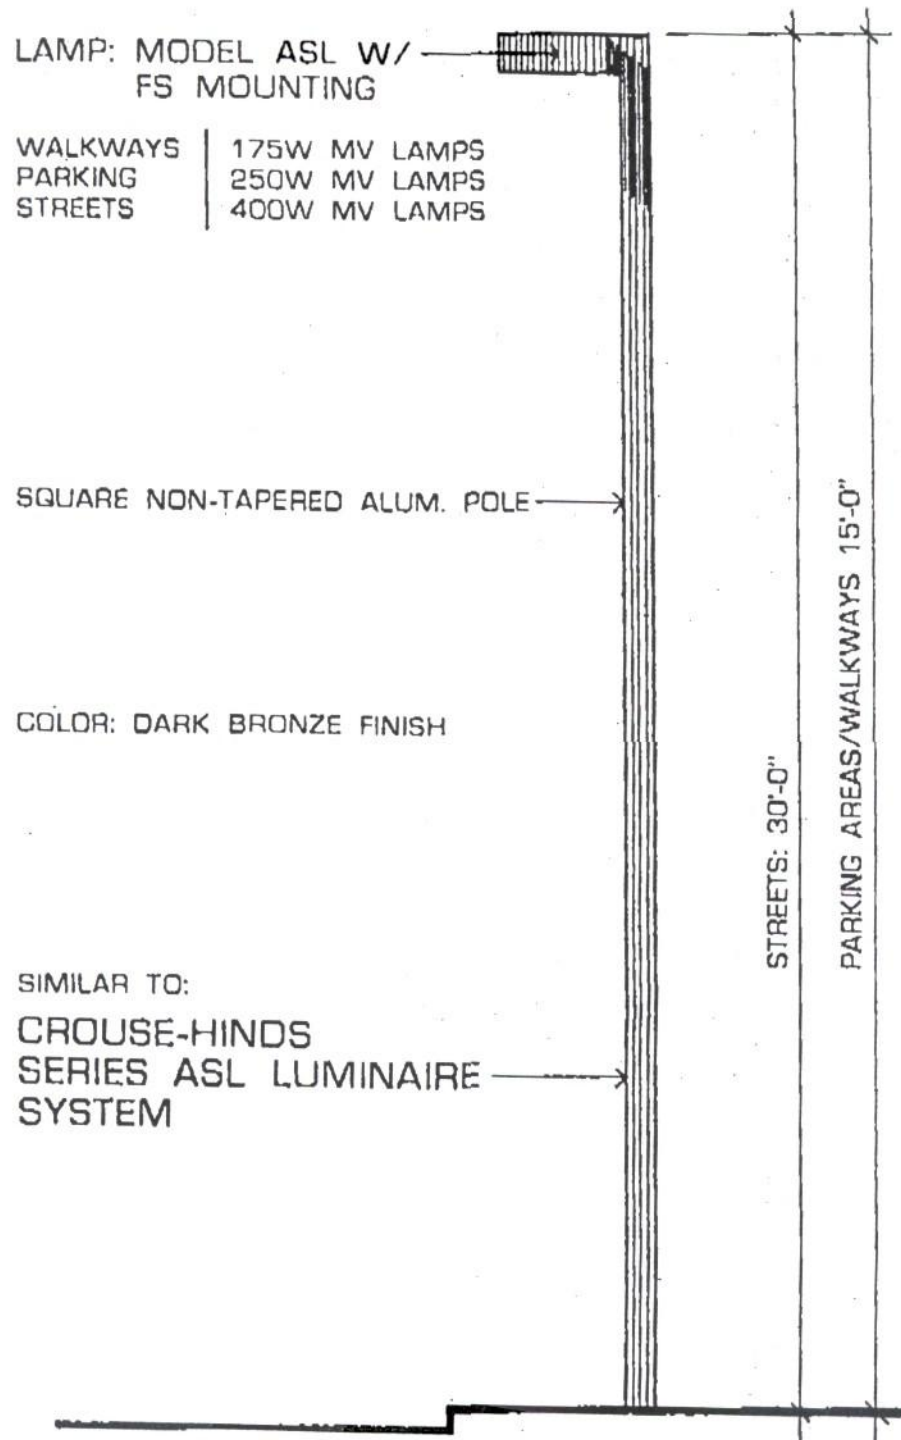 LAMP: MODEL ASL W/
FS MOUNTING
WALKWAYS 175W MV LAMPS
PARKING 250W MV LAMPS
STREETS 400W MV LAMPS
SQUARE NON-TAPERED ALUM. POLE
COLOR: DARK BRONZE FINISH
SIMILAR TO:
CROUSE-HINDS
SERIES ASL LUMINAIRE
SYSTEM
STREETS: 30'-0"
PARKING AREAS/WALKWAYS 15'-0"